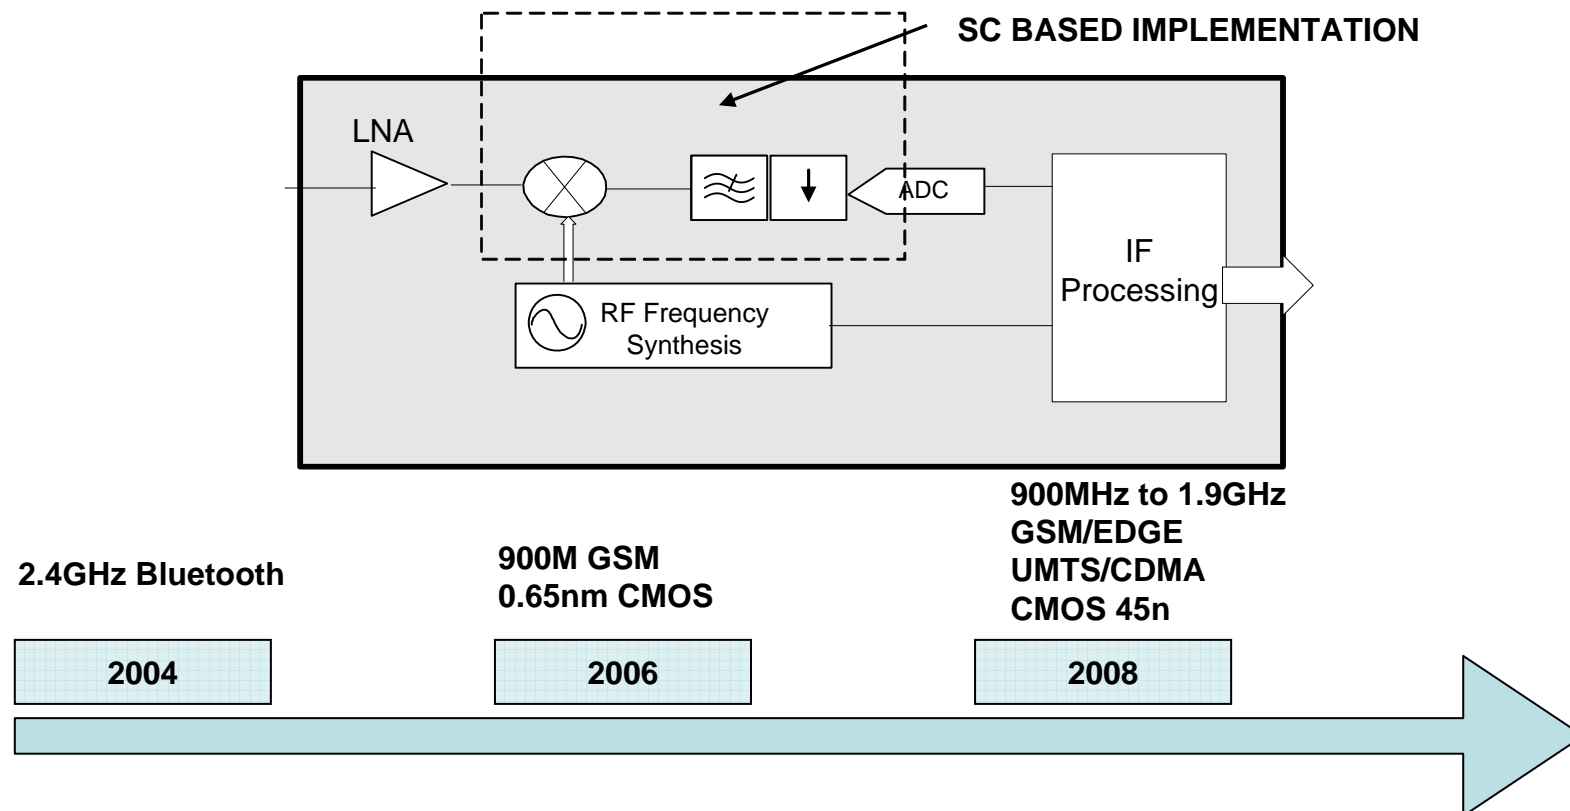 SC BASED IMPLEMENTATION
LNA
ADC
IF
Processing
RF Frequency
Synthesis
2.4GHz Bluetooth
900M GSM
0.65nm CMOS
900MHz to 1.9GHz
GSM/EDGE
UMTS/CDMA
CMOS 45n
2004
2006
2008